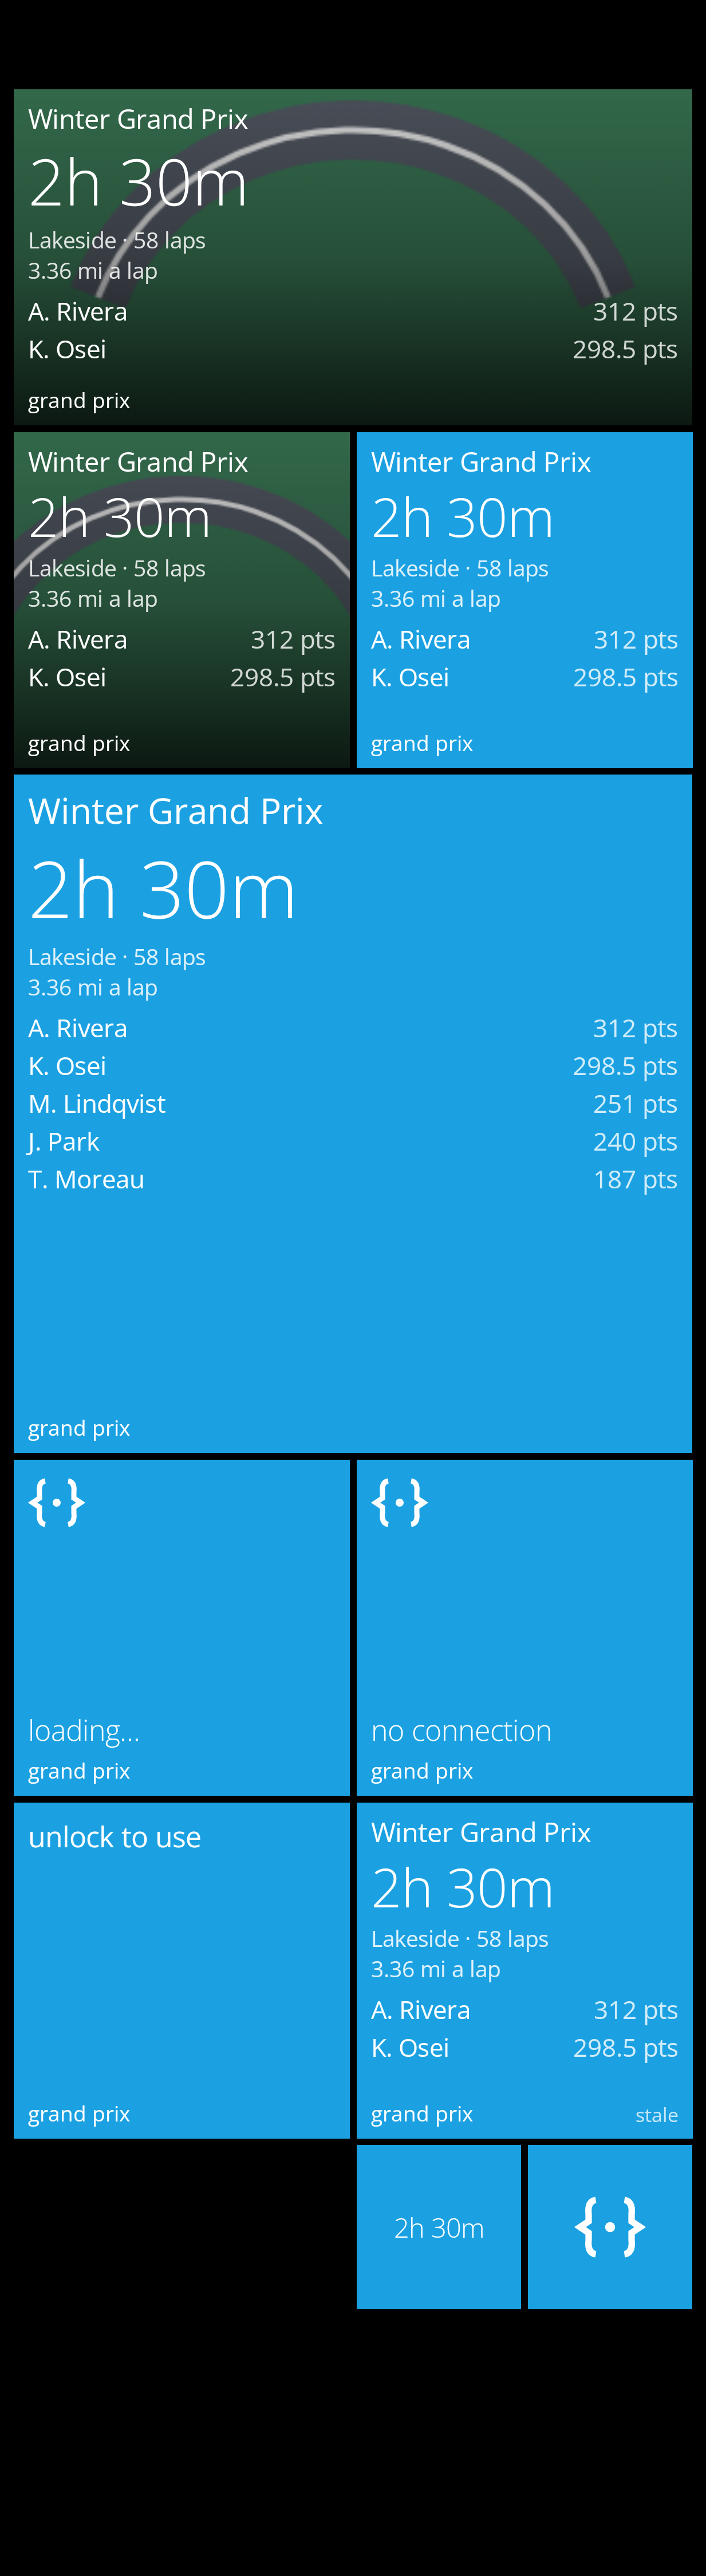 Winter Grand Prix
2h 30m
Lakeside · 58 laps
3.36 mi a lap
A. Rivera 312 pts
K. Osei 298.5 pts
grand prix
Winter Grand Prix
2h 30m
Lakeside · 58 laps
3.36 mi a lap
A. Rivera 312 pts
K. Osei 298.5 pts
grand prix
Winter Grand Prix
2h 30m
Lakeside · 58 laps
3.36 mi a lap
A. Rivera 312 pts
K. Osei 298.5 pts
grand prix
Winter Grand Prix
2h 30m
Lakeside · 58 laps
3.36 mi a lap
A. Rivera 312 pts
K. Osei 298.5 pts
M. Lindqvist 251 pts
J. Park 240 pts
T. Moreau 187 pts
grand prix
loading...
grand prix
no connection
grand prix
unlock to use
grand prix
Winter Grand Prix
2h 30m
Lakeside · 58 laps
3.36 mi a lap
A. Rivera 312 pts
K. Osei 298.5 pts
grand prix stale
2h 30m